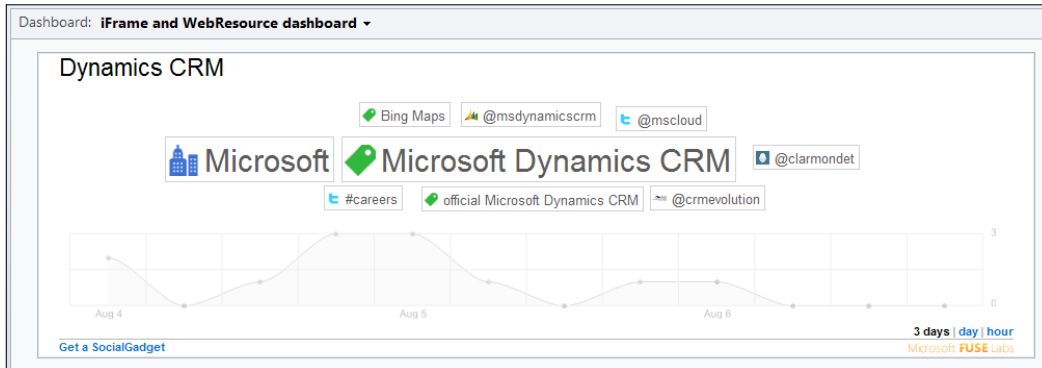 Dashboard: iFrame and WebResource dashboard
Dynamics CRM
Bing Maps @msdynamicscrm @mscloud
Microsoft Microsoft Dynamics CRM @clarmondet
#careers official Microsoft Dynamics CRM @crmevolution
3
0
Aug 4 Aug 5 Aug 6
3 days | day | hour
Get a SocialGadget Microsoft FUSE Labs